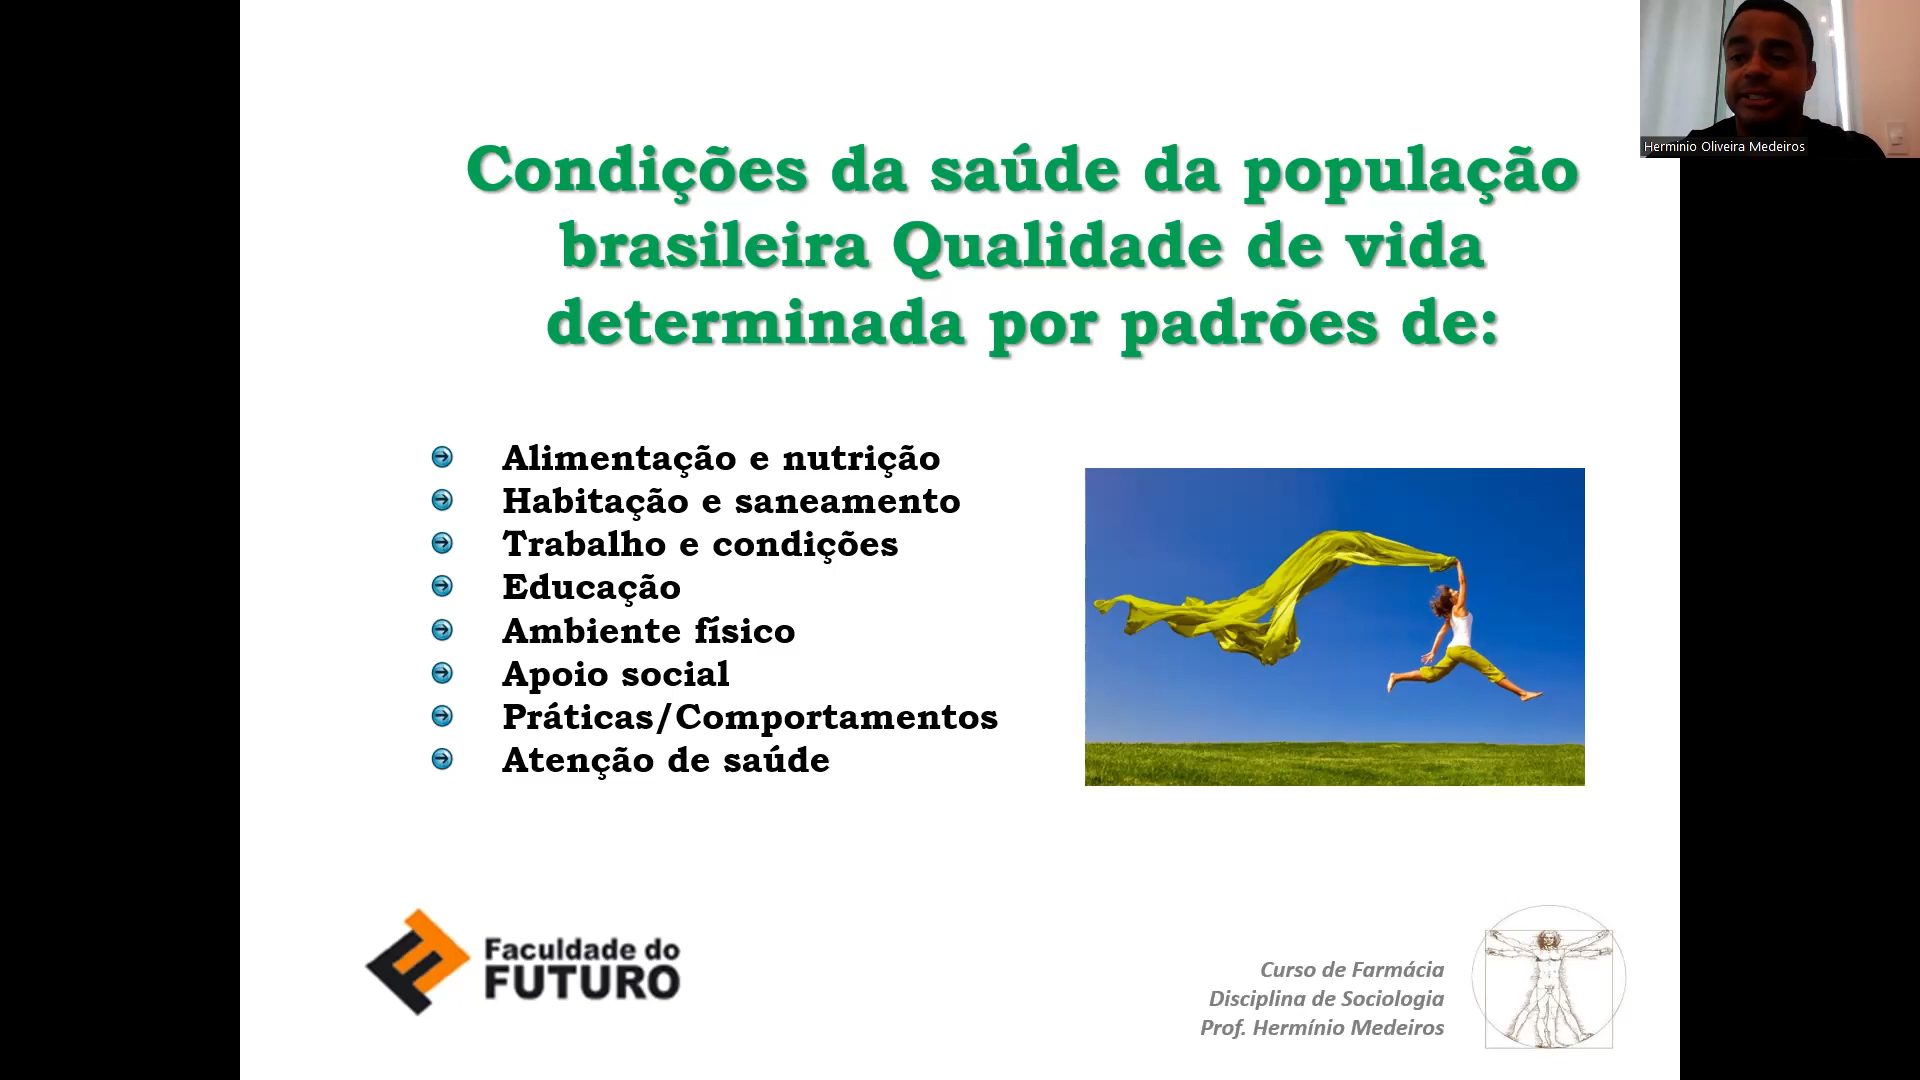 Herminio Oliveira Medeiros
Condições da saúde da população
brasileira Qualidade de vida
determinada por padrões de:
Alimentação e nutrição
Habitação e saneamento
Trabalho e condições
Educação
Ambiente físico
Apoio social
Práticas/Comportamentos
Atenção de saúde
Faculdade do
FUTURO
Curso de Farmácia
Disciplina de Sociologia
Prof. Hermínio Medeiros